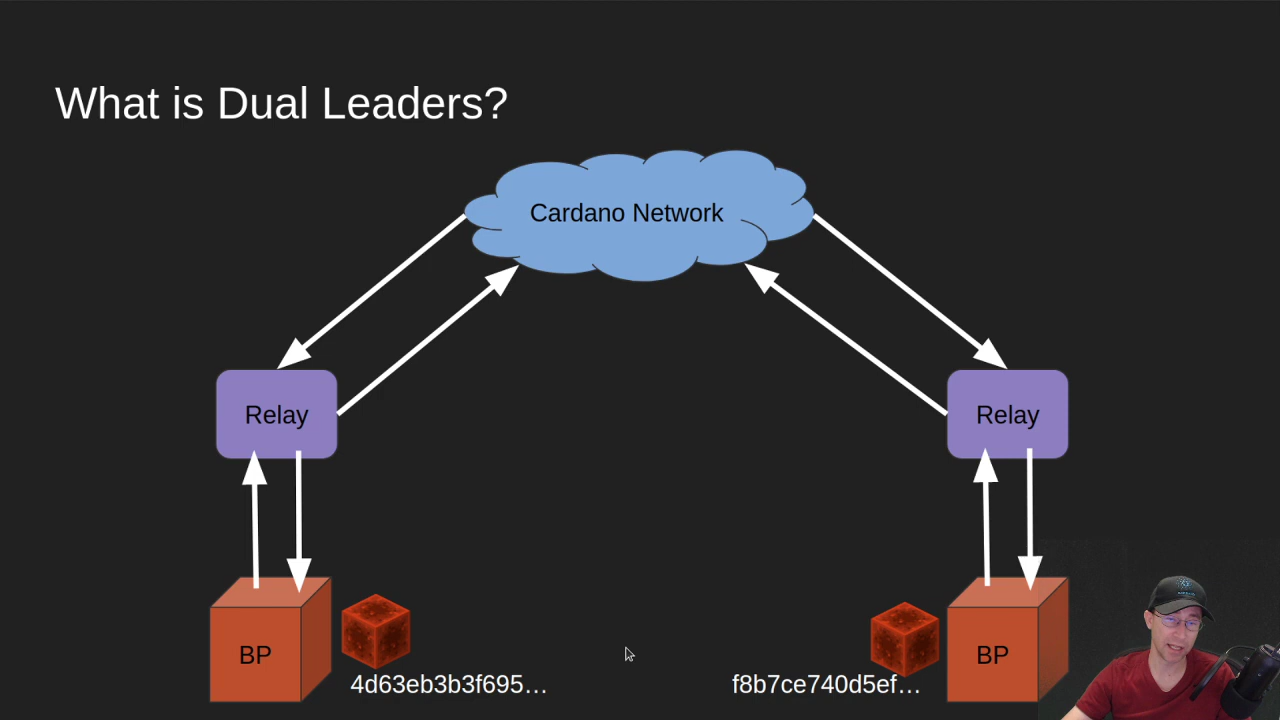 What is Dual Leaders?
Cardano Network
Relay
Relay
BP
BP
4d63eb3b3f695…
f8b7ce740d5ef…